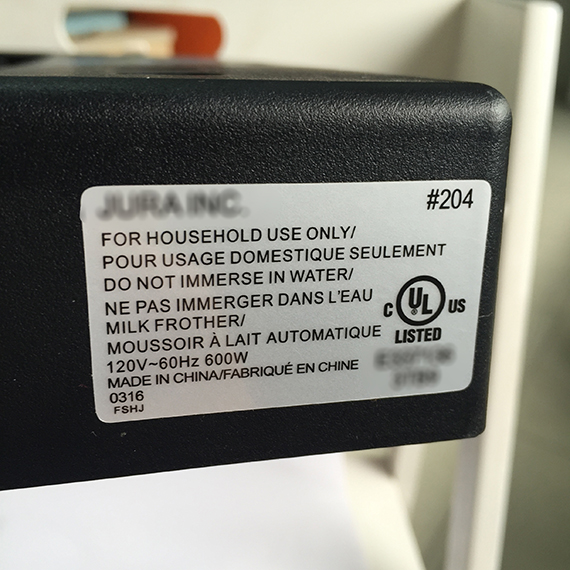 JURA INC.
#204
FOR HOUSEHOLD USE ONLY/
POUR USAGE DOMESTIQUE SEULEMENT
DO NOT IMMERSE IN WATER/
NE PAS IMMERGER DANS L'EAU
MILK FROTHER/
MOUSSOIR À LAIT AUTOMATIQUE
120V~60Hz 600W
MADE IN CHINA/FABRIQUÉ EN CHINE
0316
FSHJ
C UL US
LISTED